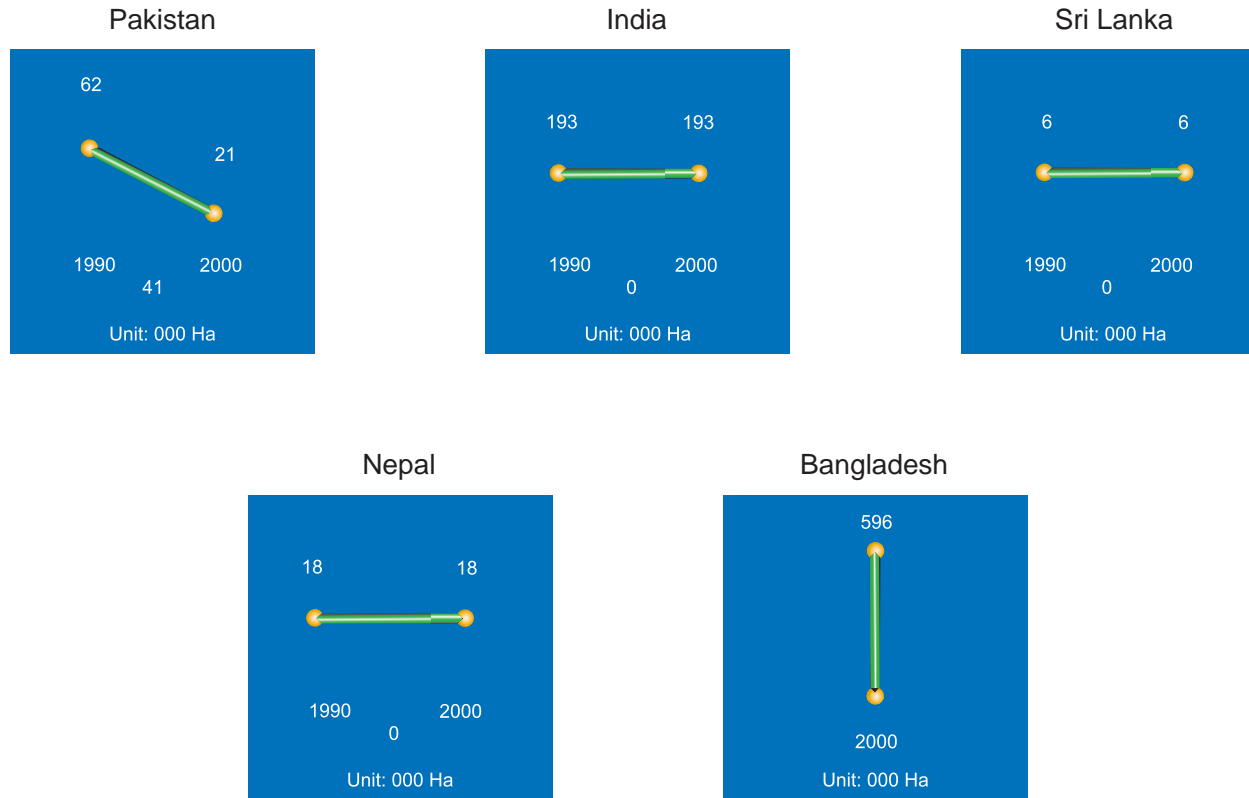 Pakistan
62
21
1990 2000
41
Unit: 000 Ha
India
193 193
1990 2000
0
Unit: 000 Ha
Sri Lanka
6 6
1990 2000
0
Unit: 000 Ha
Nepal
18 18
1990 2000
0
Unit: 000 Ha
Bangladesh
596
2000
Unit: 000 Ha